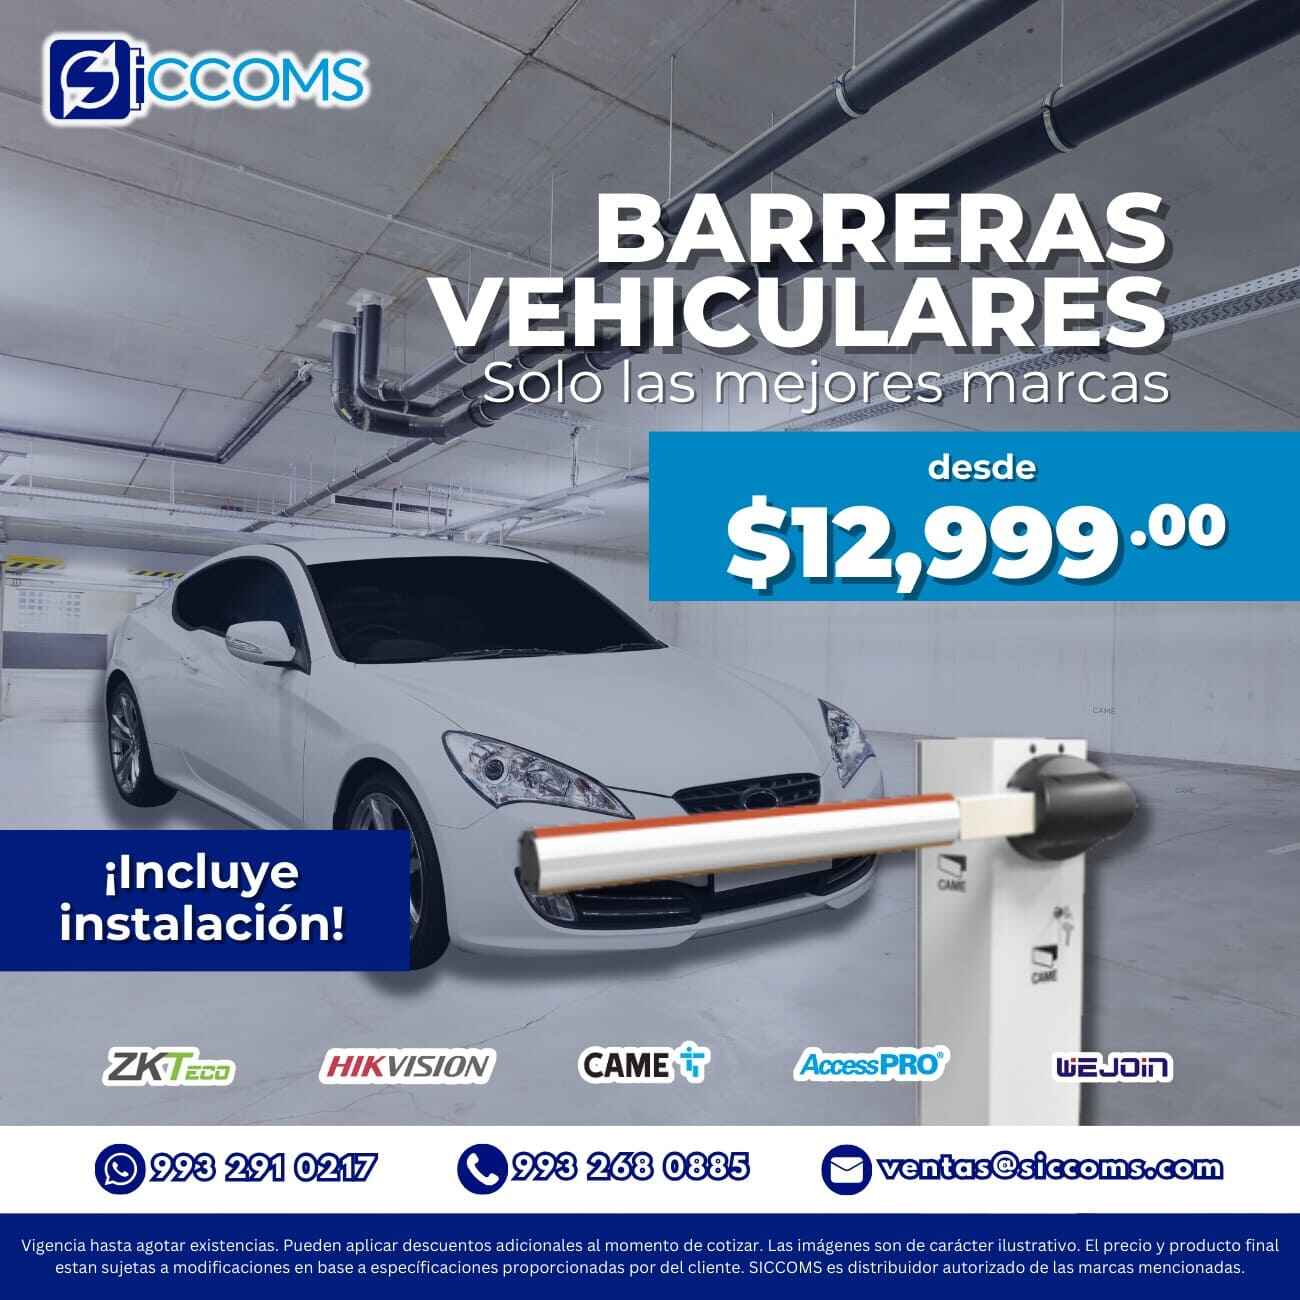 SiCCOMS
BARRERAS
VEHICULARES
Solo las mejores marcas
desde
$12,999.00
CAME
CAME
CAME
CAME
¡Incluye
instalación!
ZKTECO
HIKVISION
CAME
AccessPRO®
WEJOIN
993 291 0217
993 268 0885
ventas@siccoms.com
Vigencia hasta agotar existencias. Pueden aplicar descuentos adicionales al momento de cotizar. Las imágenes son de carácter ilustrativo. El precio y producto final
estan sujetas a modificaciones en base a específicaciones proporcionadas por del cliente. SICCOMS es distribuidor autorizado de las marcas mencionadas.